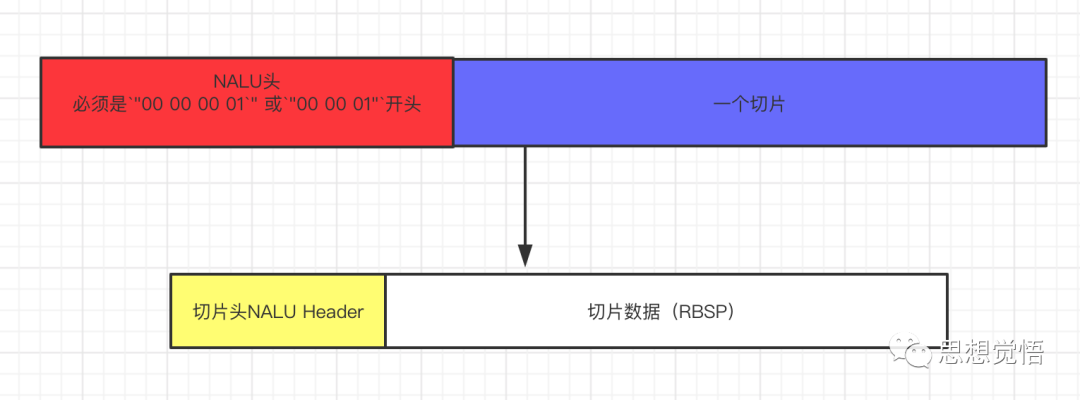 NALU头
必须是`"00 00 00 01`" 或`"00 00 01"`开头
一个切片
切片头NALU Header
切片数据（RBSP）
思想觉悟